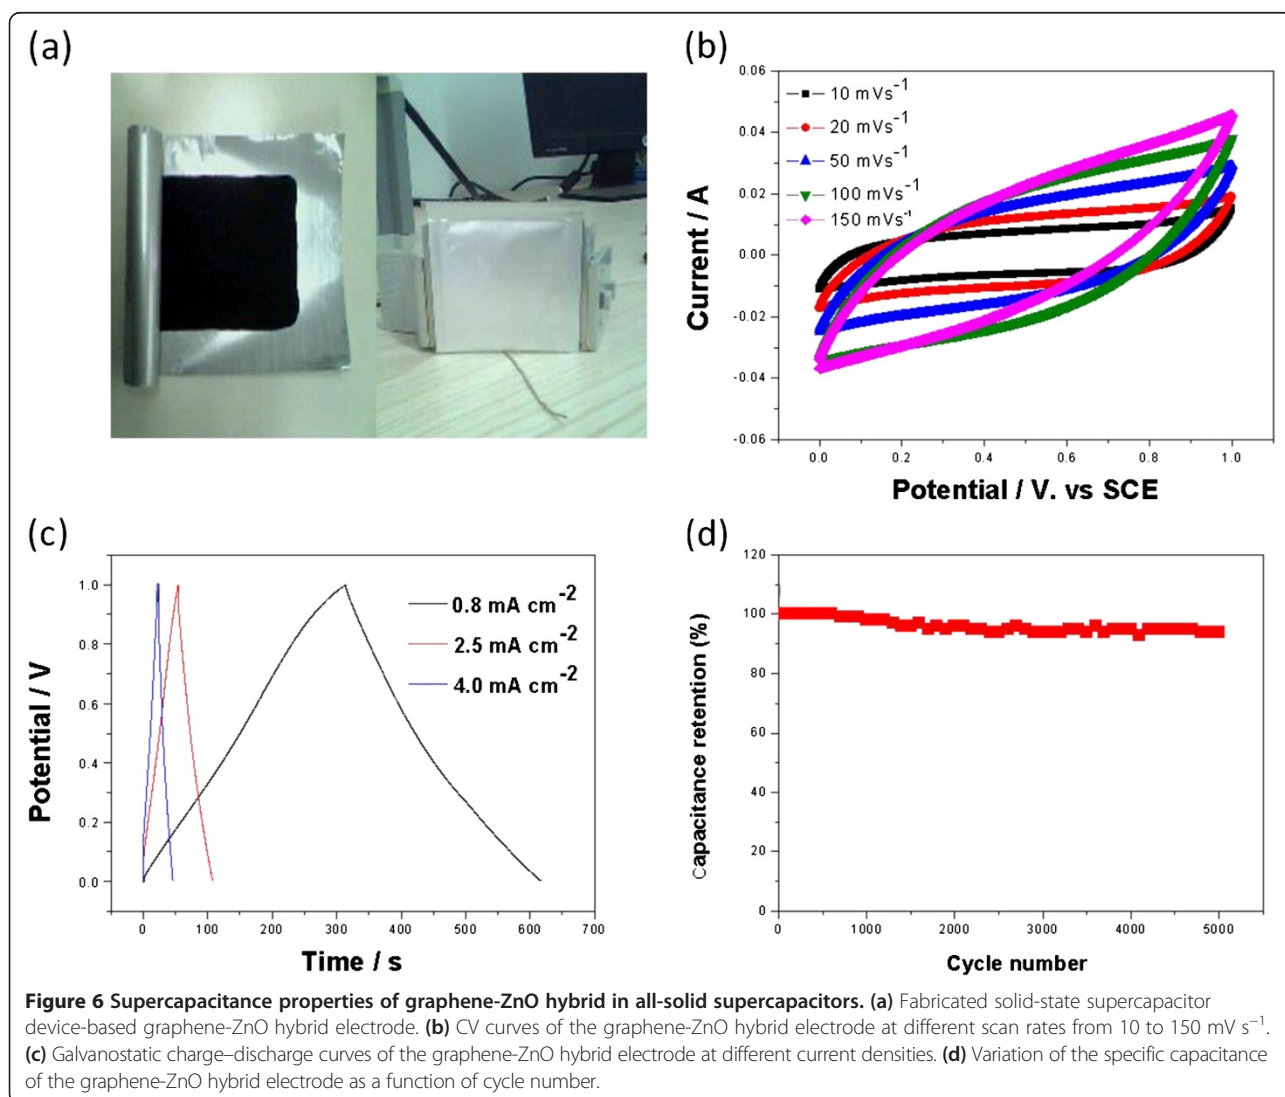 (a)
(b)
0.06
0.04
0.02
0.00
-0.02
-0.04
-0.06
10 mVs⁻¹
20 mVs⁻¹
50 mVs⁻¹
100 mVs⁻¹
150 mVs⁻¹
Current / A
0.0 0.2 0.4 0.6 0.8 1.0
Potential / V. vs SCE
(c)
1.0
0.8
0.6
0.4
0.2
0.0
0.8 mA cm⁻²
2.5 mA cm⁻²
4.0 mA cm⁻²
Potential / V
0 100 200 300 400 500 600 700
Time / s
(d)
120
100
80
60
40
20
0
Capacitance retention (%)
0 1000 2000 3000 4000 5000
Cycle number
Figure 6 Supercapacitance properties of graphene-ZnO hybrid in all-solid supercapacitors. (a) Fabricated solid-state supercapacitor
device-based graphene-ZnO hybrid electrode. (b) CV curves of the graphene-ZnO hybrid electrode at different scan rates from 10 to 150 mV s⁻¹.
(c) Galvanostatic charge–discharge curves of the graphene-ZnO hybrid electrode at different current densities. (d) Variation of the specific capacitance
of the graphene-ZnO hybrid electrode as a function of cycle number.